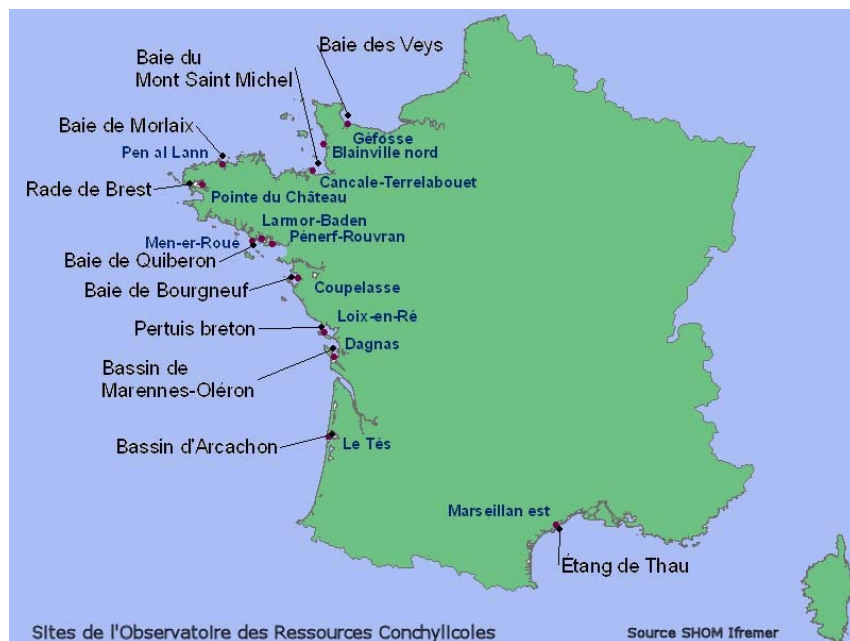 Baie des Veys
Baie du
Mont Saint Michel
Baie de Morlaix
Géfosse
Blainville nord
Pen al Lann
Cancale-Terrelabouet
Rade de Brest
Pointe du Château
Larmor-Baden
Men-er-Roué
Pénerf-Rouvran
Baie de Quiberon
Baie de Bourgneuf
Coupelasse
Loix-en-Ré
Pertuis breton
Dagnas
Bassin de
Marennes-Oléron
Bassin d'Arcachon
Le Tès
Marseillan est
Étang de Thau
Sites de l'Observatoire des Ressources Conchylicoles
Source SHOM Ifremer